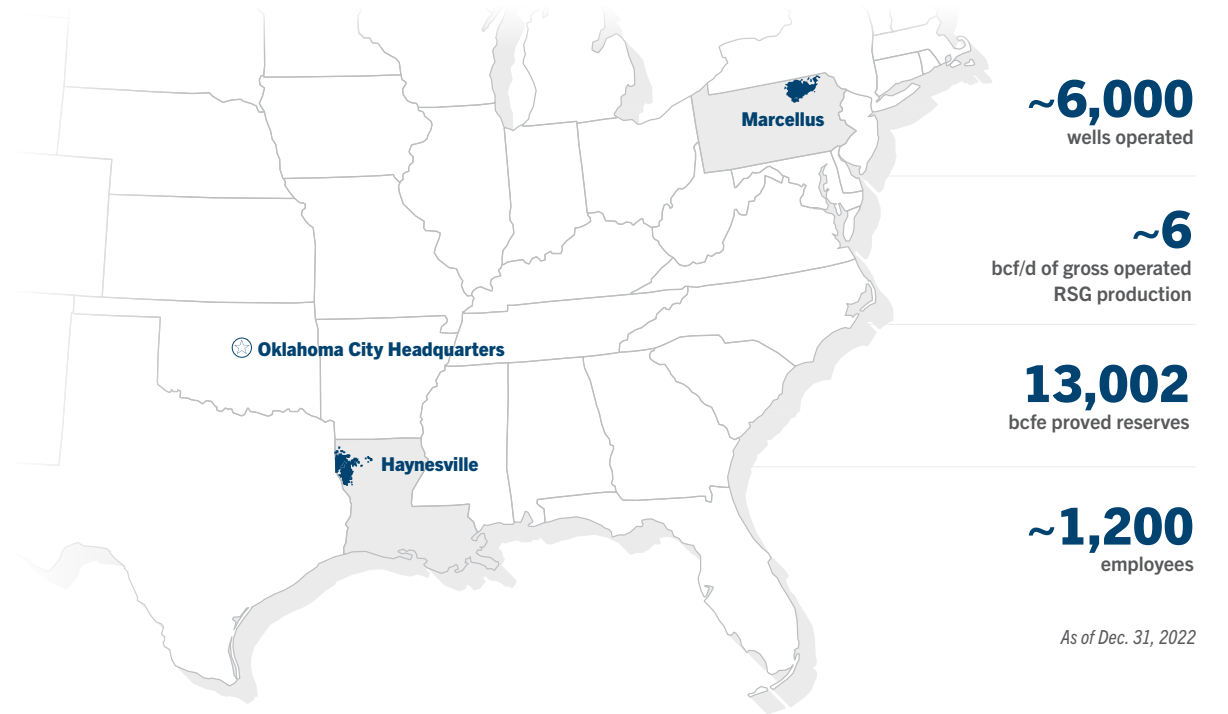 Marcellus
Oklahoma City Headquarters
Haynesville
~6,000
wells operated
~6
bcf/d of gross operated
RSG production
13,002
bcfe proved reserves
~1,200
employees
As of Dec. 31, 2022